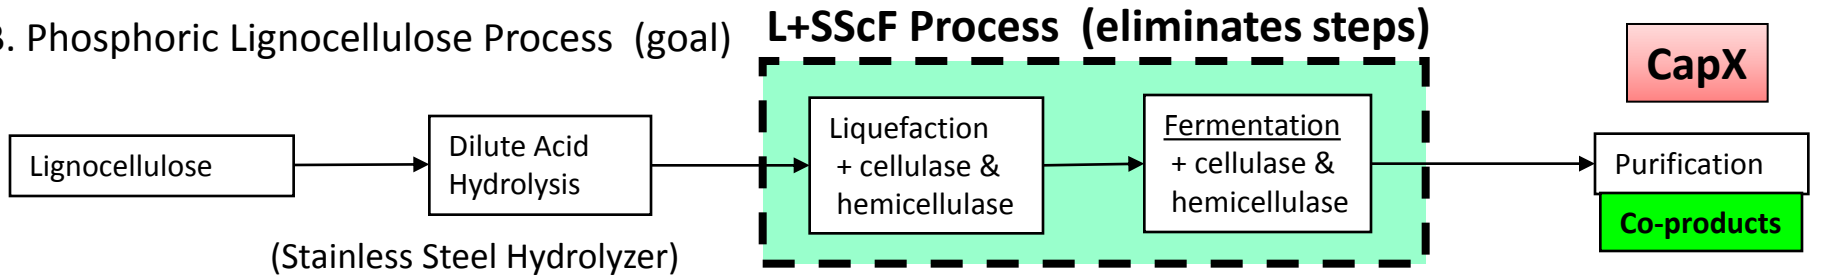 B. Phosphoric Lignocellulose Process (goal)
L+SScF Process (eliminates steps)
CapX
Lignocellulose
Dilute Acid
Hydrolysis
(Stainless Steel Hydrolyzer)
Liquefaction
+ cellulase &
hemicellulase
Fermentation
+ cellulase &
hemicellulase
Purification
Co-products